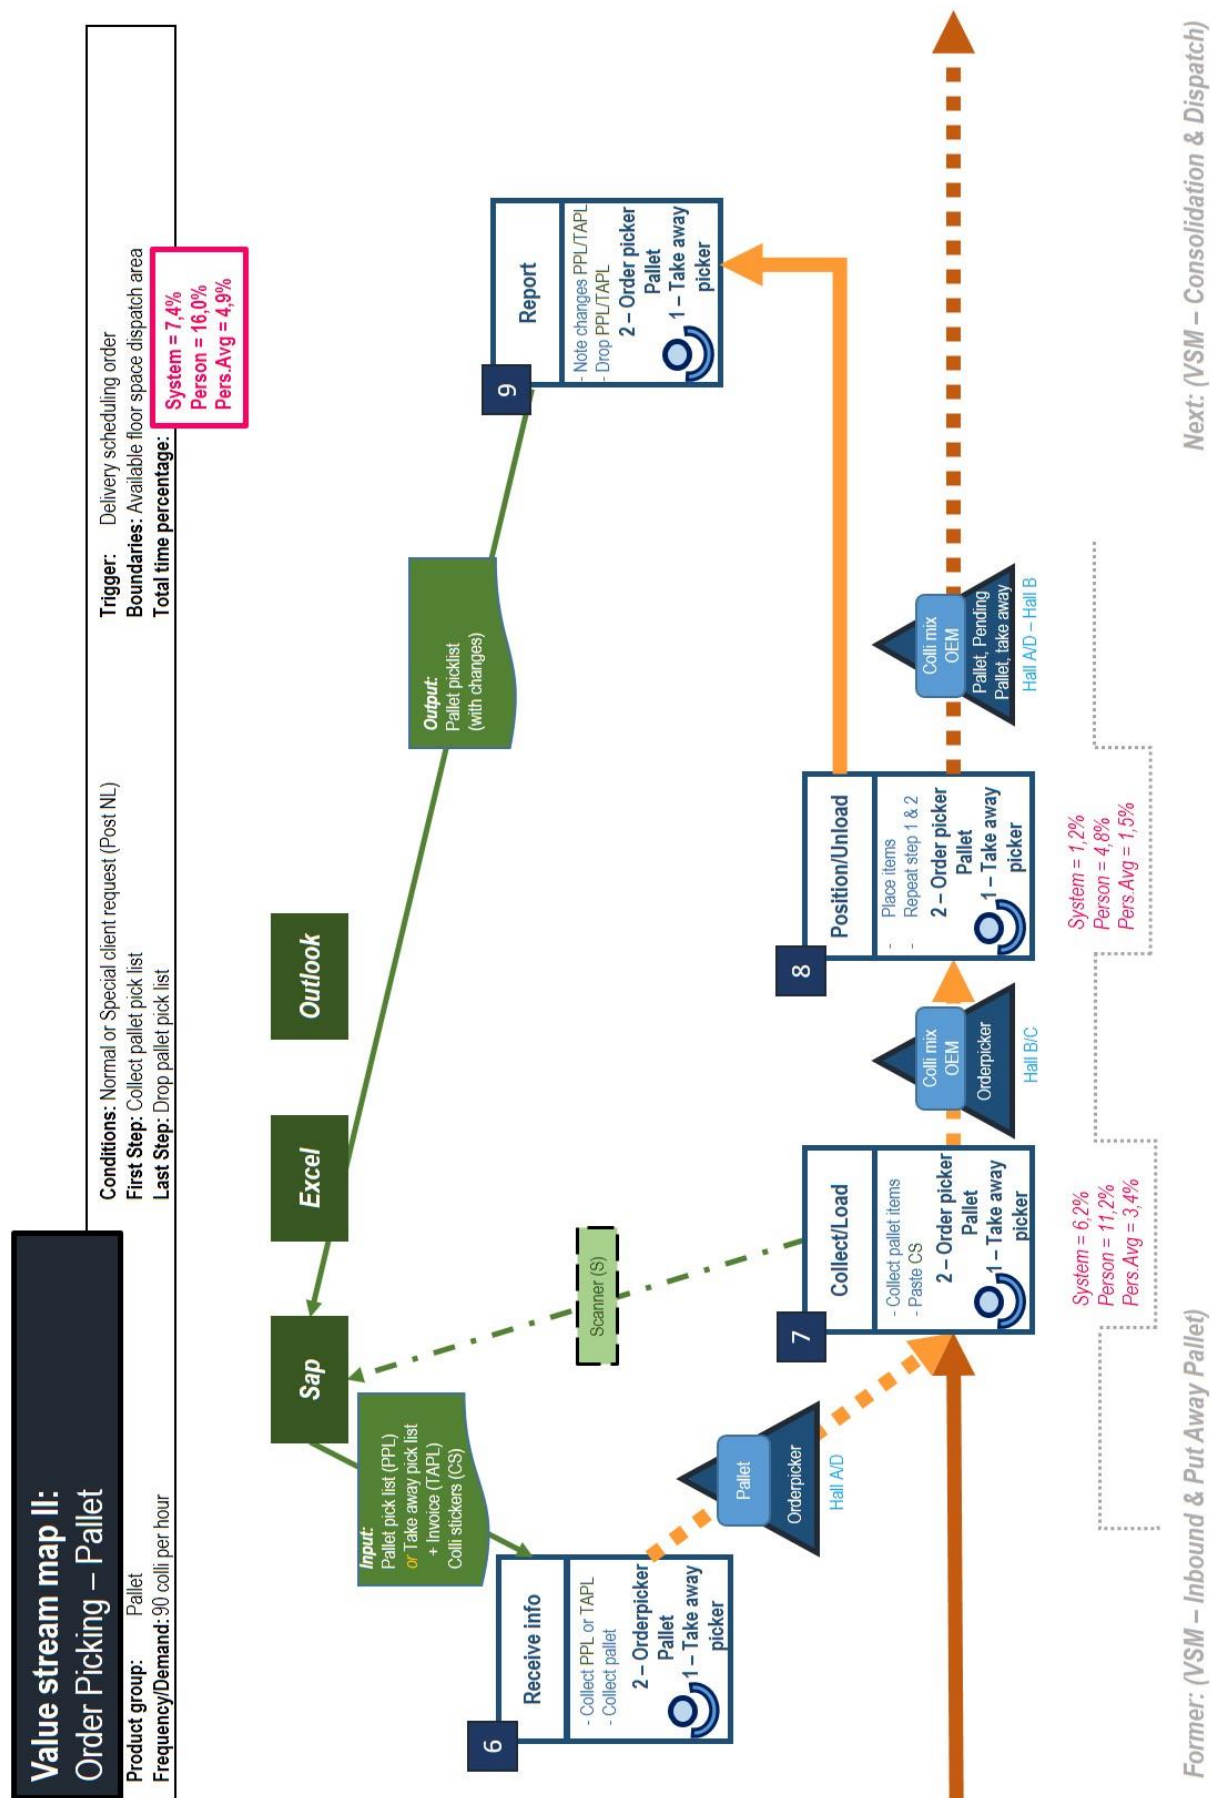 Value stream map II:
Order Picking – Pallet
Product group: Pallet
Frequency/Demand: 90 colli per hour
Conditions: Normal or Special client request (Post NL)
First Step: Collect pallet pick list
Last Step: Drop pallet pick list
Trigger: Delivery scheduling order
Boundaries: Available floor space dispatch area
Total time percentage:
System = 7,4%
Person = 16,0%
Pers.Avg = 4,9%
Sap
Excel
Outlook
Input:
Pallet pick list (PPL)
or Take away pick list
+ Invoice (TAPL)
Colli stickers (CS)
Scanner (S)
Output:
Pallet picklist
(with changes)
6
Receive info
- Collect PPL or TAPL
- Collect pallet
2 – Orderpicker
Pallet
1 – Take away
picker
Pallet
Orderpicker
Hall A/D
7
Collect/Load
- Collect pallet items
- Paste CS
2 – Order picker
Pallet
1 – Take away
picker
Colli mix
OEM
Orderpicker
Hall B/C
8
Position/Unload
- Place items
- Repeat step 1 & 2
2 – Order picker
Pallet
1 – Take away
picker
Colli mix
OEM
Pallet, Pending
Pallet, take away
Hall A/D – Hall B
9
Report
- Note changes PPL/TAPL
- Drop PPL/TAPL
2 – Order picker
Pallet
1 – Take away
picker
System = 6,2%
Person = 11,2%
Pers.Avg = 3,4%
System = 1,2%
Person = 4,8%
Pers.Avg = 1,5%
Former: (VSM – Inbound & Put Away Pallet)
Next: (VSM – Consolidation & Dispatch)